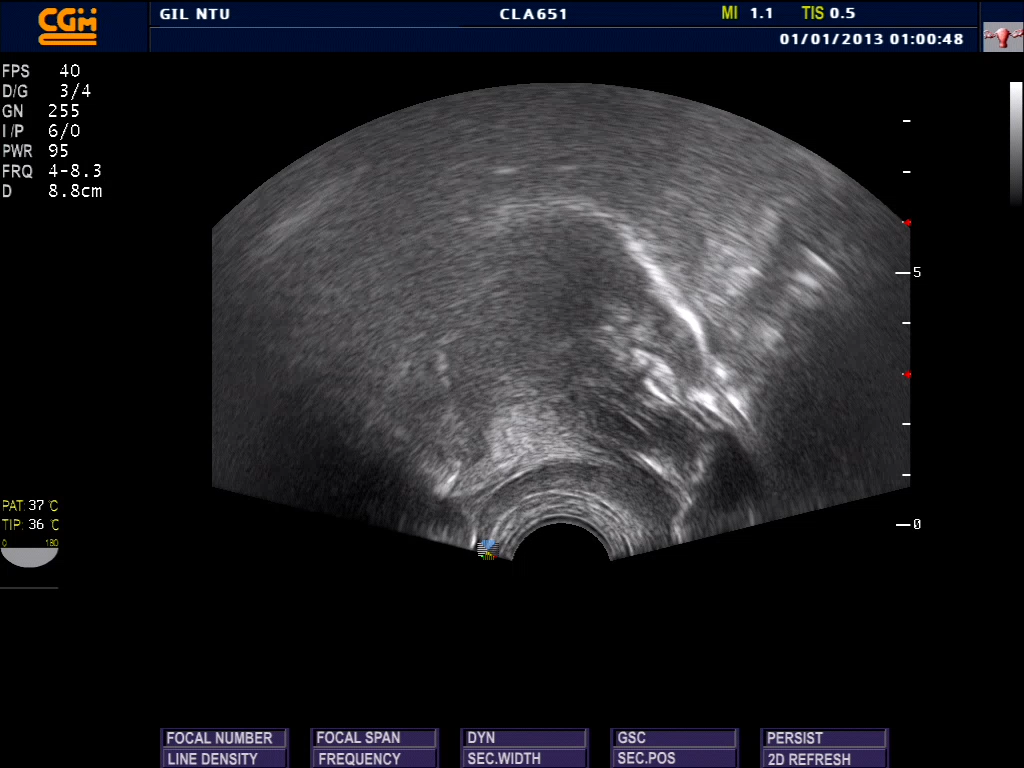 CGM
GIL NTU
CLA651
MI 1.1
TIS 0.5
01/01/2013 01:00:48
FPS 40
D/G 3/4
GN 255
I/P 6/0
PWR 95
FRQ 4-8.3
D 8.8cm
5
PAT: 37 °C
TIP: 36 °C
0 180
0
FOCAL NUMBER
FOCAL SPAN
DYN
GSC
PERSIST
LINE DENSITY
FREQUENCY
SEC.WIDTH
SEC.POS
2D REFRESH